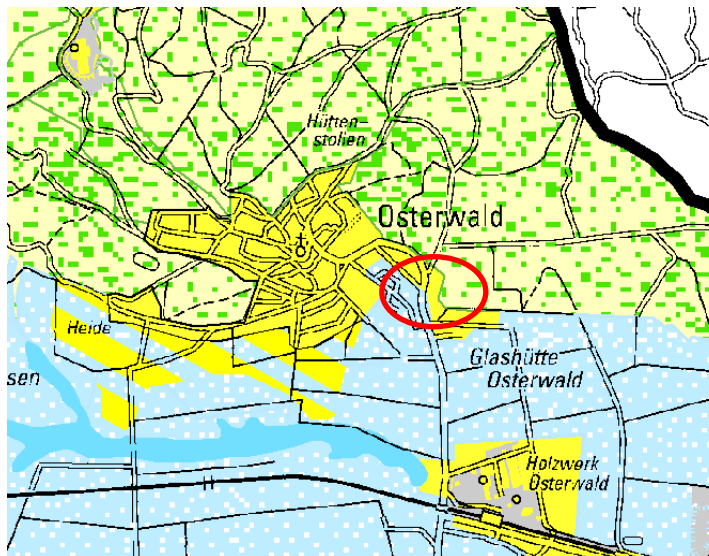 Hütten-
stollen
Osterwald
Heide
sen
Glashütte
Osterwald
Holzwerk
Osterwald
H